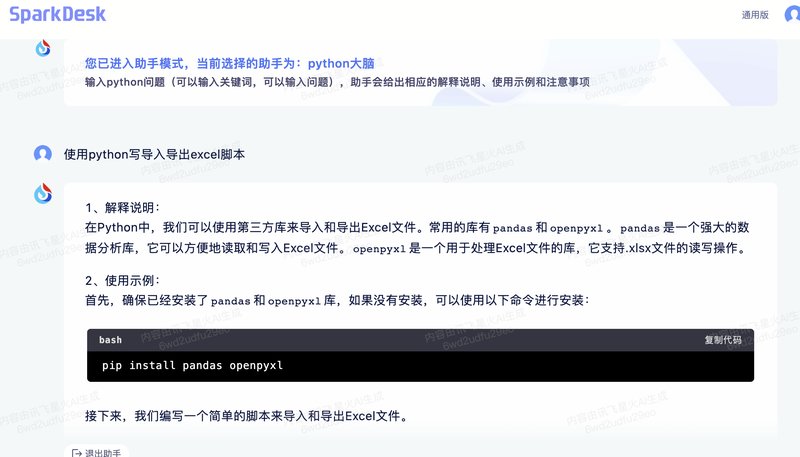 SparkDesk
通用版
您已进入助手模式，当前选择的助手为：python大脑
输入python问题（可以输入关键词，可以输入问题），助手会给出相应的解释说明、使用示例和注意事项
使用python写导入导出excel脚本
1、解释说明：
在Python中，我们可以使用第三方库来导入和导出Excel文件。常用的库有 pandas 和 openpyxl 。 pandas 是一个强大的数
据分析库，它可以方便地读取和写入Excel文件。 openpyxl 是一个用于处理Excel文件的库，它支持.xlsx文件的读写操作。
2、使用示例：
首先，确保已经安装了 pandas 和 openpyxl 库，如果没有安装，可以使用以下命令进行安装：
bash
复制代码
pip install pandas openpyxl
接下来，我们编写一个简单的脚本来导入和导出Excel文件。
退出助手
内容由讯飞星火AI生成
6wd2udfu29eo